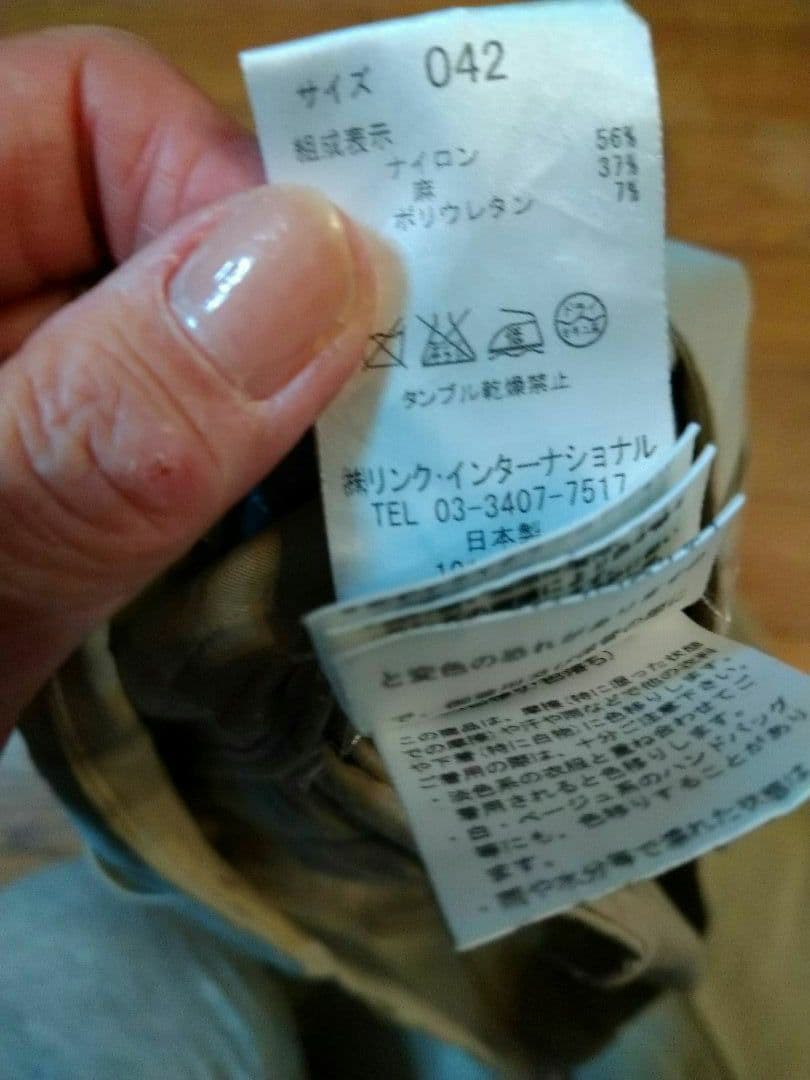 サイズ 042
組成表示
ナイロン 56%
麻 37%
ポリウレタン 7%
タンブル乾燥禁止
㈱リンク・インターナショナル
TEL 03-3407-7517
日本製
と変色の恐れがあります
この商品は、摩擦(特に湿った状態
での摩擦)や汗や雨などで他の衣料
や下着(特に白物)に色移りします。
ご着用の際は、十分ご注意下さい。
・淡色系の衣服と重ね合わせてご
着用されると色移りします。
・白・ベージュ系のハンドバッグ
等にも、色移りすることがあり
ます。
・雨や水分等で濡れた状態は